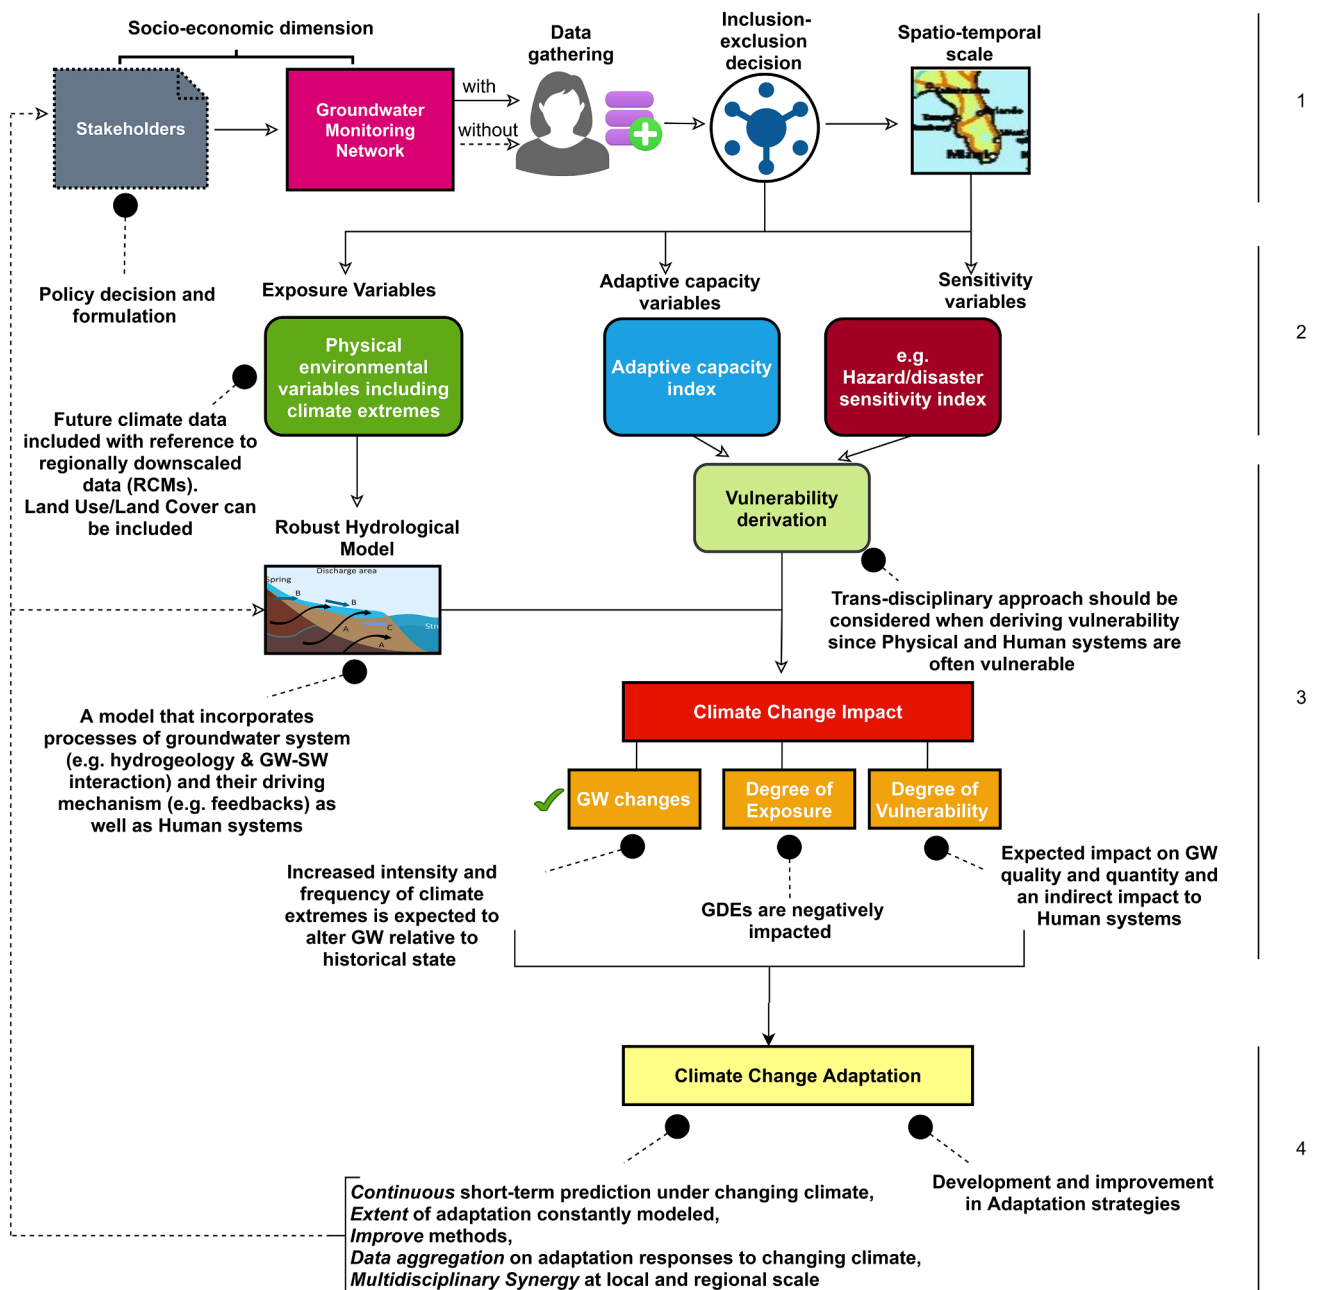 Socio-economic dimension
Stakeholders
Groundwater
Monitoring
Network
with
without
Data
gathering
Inclusion-
exclusion
decision
Spatio-temporal
scale
1
Policy decision and
formulation
Exposure Variables
Adaptive capacity
variables
Sensitivity
variables
Physical
environmental
variables including
climate extremes
Adaptive capacity
index
e.g.
Hazard/disaster
sensitivity index
2
Future climate data
included with reference to
regionally downscaled
data (RCMs).
Land Use/Land Cover can
be included
Vulnerability
derivation
Robust Hydrological
Model
Discharge area
Spring
B
B
A
C
A
Trans-disciplinary approach should be
considered when deriving vulnerability
since Physical and Human systems are
often vulnerable
3
A model that incorporates
processes of groundwater system
(e.g. hydrogeology & GW-SW
interaction) and their driving
mechanism (e.g. feedbacks) as
well as Human systems
Climate Change Impact
GW changes
Degree of
Exposure
Degree of
Vulnerability
Increased intensity and
frequency of climate
extremes is expected to
alter GW relative to
historical state
GDEs are negatively
impacted
Expected impact on GW
quality and quantity and
an indirect impact to
Human systems
Climate Change Adaptation
4
Continuous short-term prediction under changing climate,
Extent of adaptation constantly modeled,
Improve methods,
Data aggregation on adaptation responses to changing climate,
Multidisciplinary Synergy at local and regional scale
Development and improvement
in Adaptation strategies